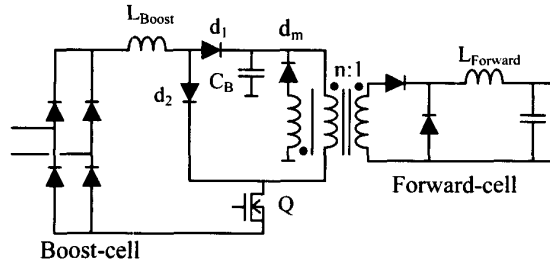 L_Boost
d_1
d_m
n:1
L_Forward
d_2
C_B
Q
Forward-cell
Boost-cell